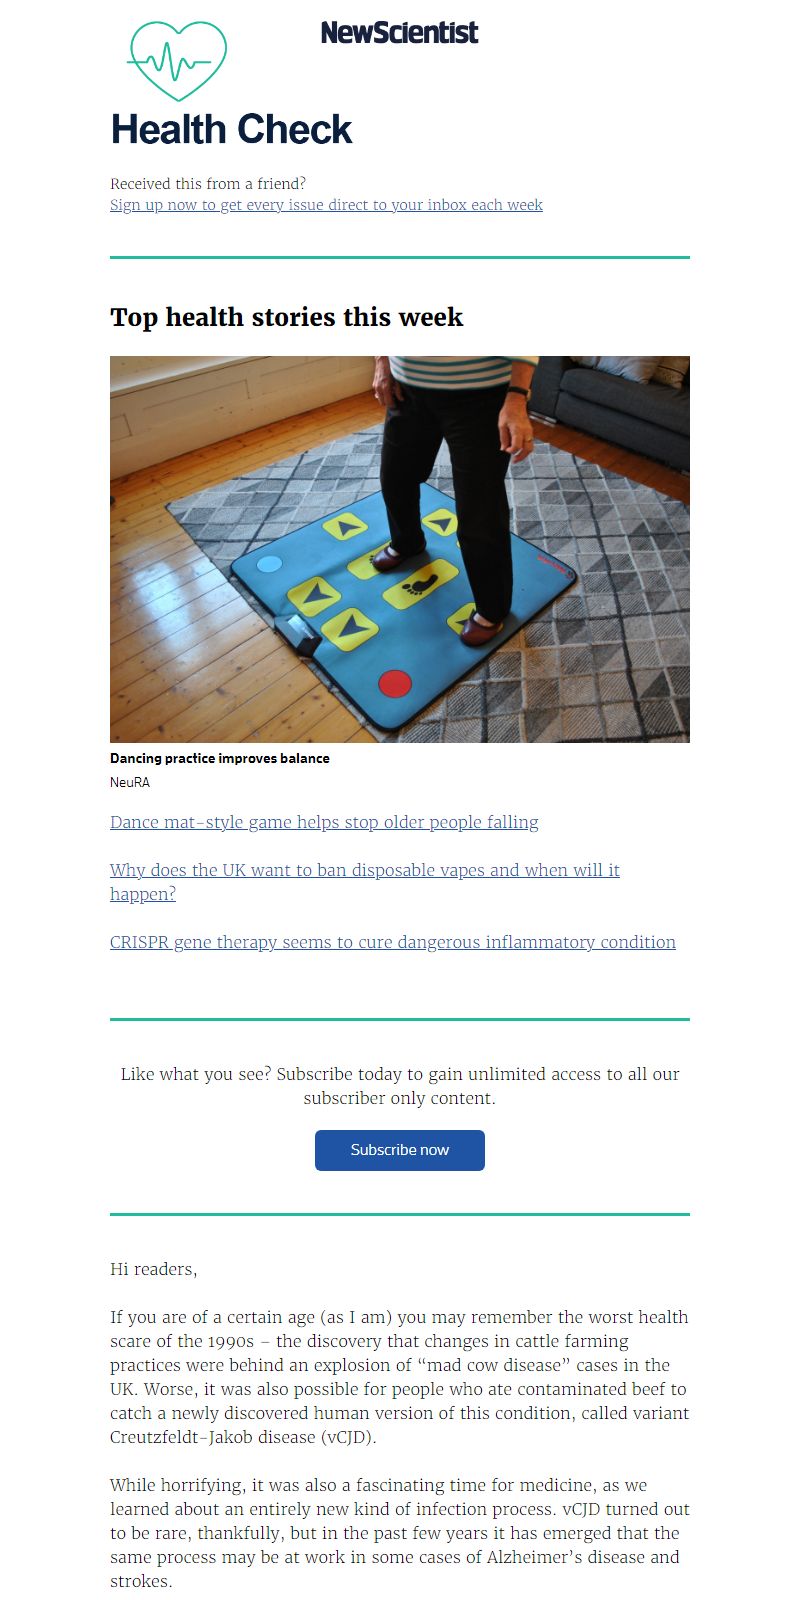 NewScientist
Health Check
Received this from a friend?
Sign up now to get every issue direct to your inbox each week
Top health stories this week
Dancing practice improves balance
NeuRA
Dance mat-style game helps stop older people falling
Why does the UK want to ban disposable vapes and when will it
happen?
CRISPR gene therapy seems to cure dangerous inflammatory condition
Like what you see? Subscribe today to gain unlimited access to all our
subscriber only content.
Subscribe now
Hi readers,
If you are of a certain age (as I am) you may remember the worst health
scare of the 1990s – the discovery that changes in cattle farming
practices were behind an explosion of “mad cow disease” cases in the
UK. Worse, it was also possible for people who ate contaminated beef to
catch a newly discovered human version of this condition, called variant
Creutzfeldt-Jakob disease (vCJD).
While horrifying, it was also a fascinating time for medicine, as we
learned about an entirely new kind of infection process. vCJD turned out
to be rare, thankfully, but in the past few years it has emerged that the
same process may be at work in some cases of Alzheimer’s disease and
strokes.